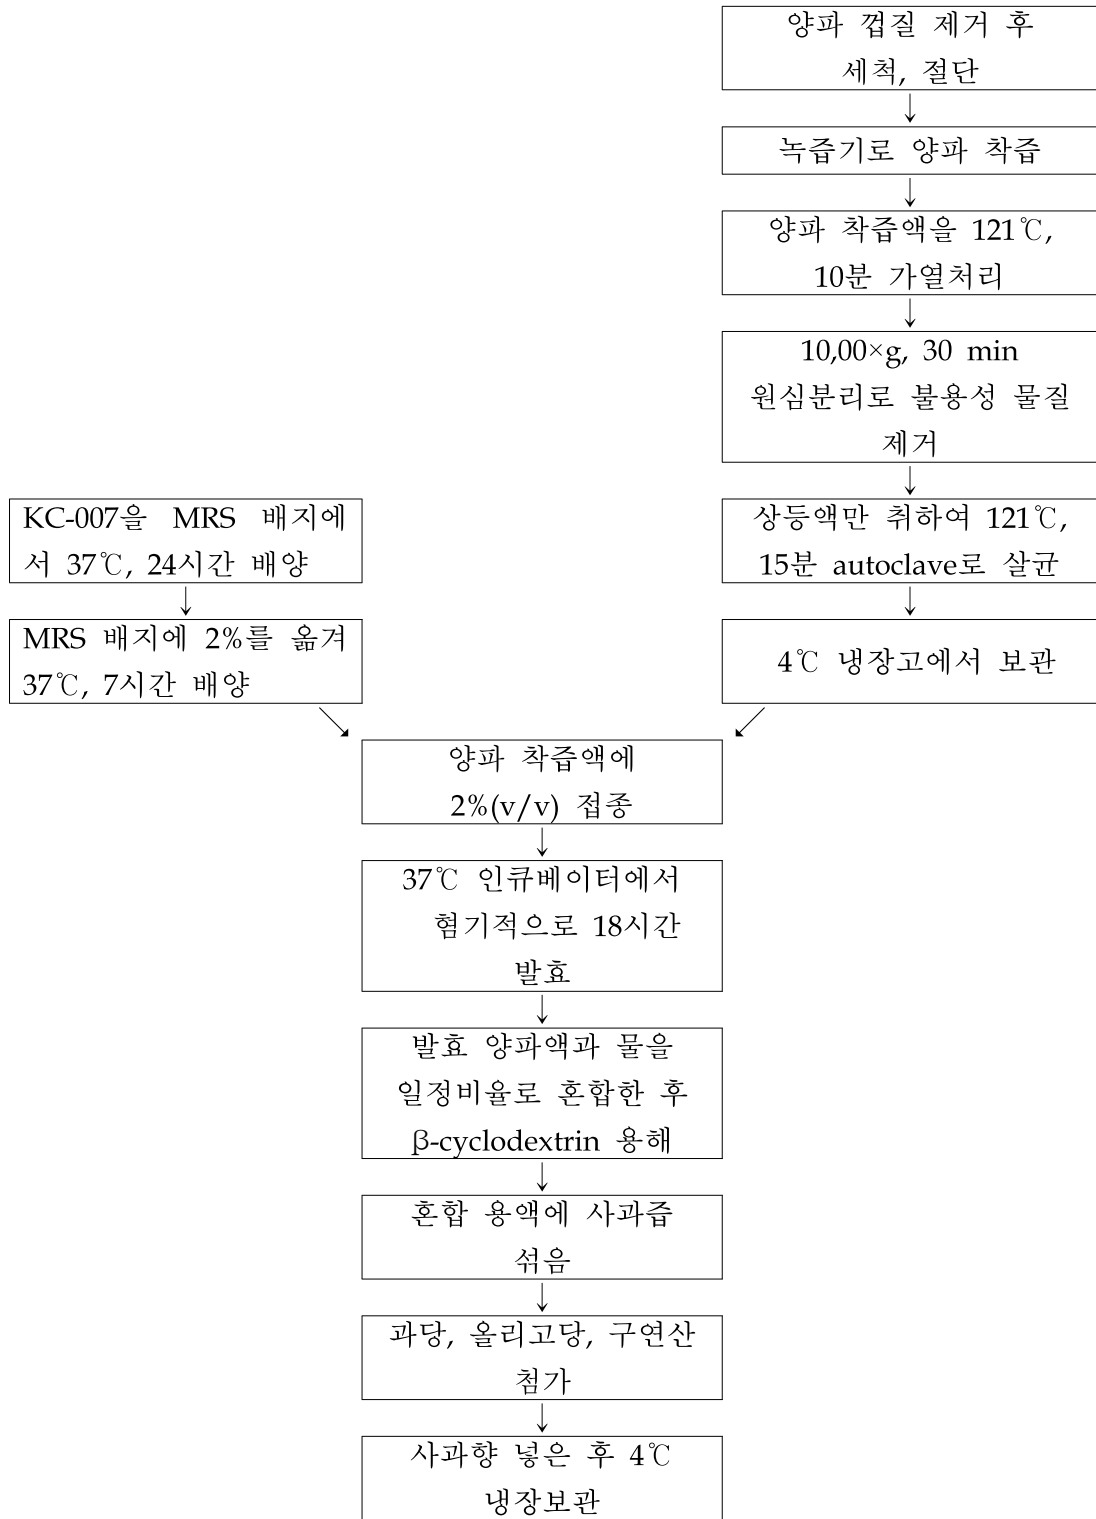 양파 껍질 제거 후
세척, 절단
녹즙기로 양파 착즙
양파 착즙액을 121℃,
10분 가열처리
10,00×g, 30 min
원심분리로 불용성 물질
제거
상등액만 취하여 121℃,
15분 autoclave로 살균
4℃ 냉장고에서 보관
KC-007을 MRS 배지에
서 37℃, 24시간 배양
MRS 배지에 2%를 옮겨
37℃, 7시간 배양
양파 착즙액에
2%(v/v) 접종
37℃ 인큐베이터에서
혐기적으로 18시간
발효
발효 양파액과 물을
일정비율로 혼합한 후
β-cyclodextrin 용해
혼합 용액에 사과즙
섞음
과당, 올리고당, 구연산
첨가
사과향 넣은 후 4℃
냉장보관